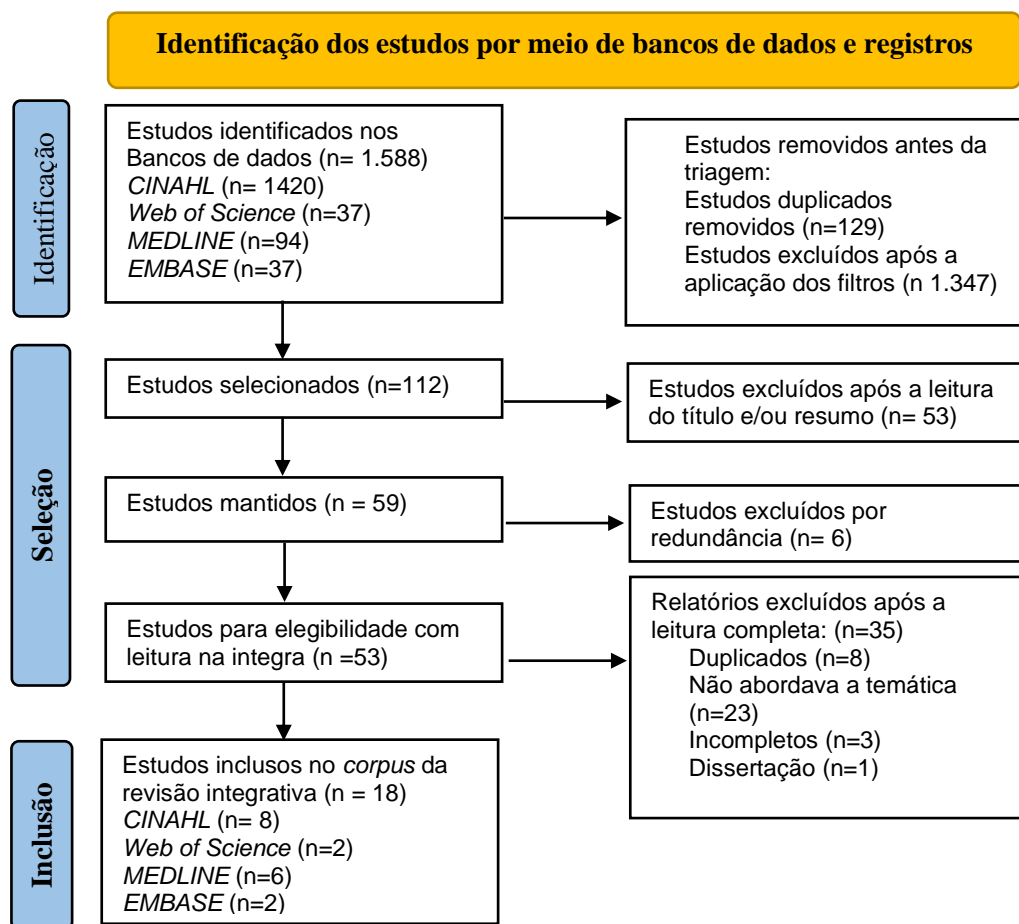 Identificação dos estudos por meio de bancos de dados e registros
Identificação
Estudos identificados nos
Bancos de dados (n= 1.588)
CINAHL (n= 1420)
Web of Science (n=37)
MEDLINE (n=94)
EMBASE (n=37)
Estudos removidos antes da
triagem:
Estudos duplicados
removidos (n=129)
Estudos excluídos após a
aplicação dos filtros (n 1.347)
Seleção
Estudos selecionados (n=112)
Estudos excluídos após a leitura
do título e/ou resumo (n= 53)
Estudos mantidos (n = 59)
Estudos excluídos por
redundância (n= 6)
Estudos para elegibilidade com
leitura na integra (n =53)
Relatórios excluídos após a
leitura completa: (n=35)
Duplicados (n=8)
Não abordava a temática
(n=23)
Incompletos (n=3)
Dissertação (n=1)
Inclusão
Estudos inclusos no corpus da
revisão integrativa (n = 18)
CINAHL (n= 8)
Web of Science (n=2)
MEDLINE (n=6)
EMBASE (n=2)